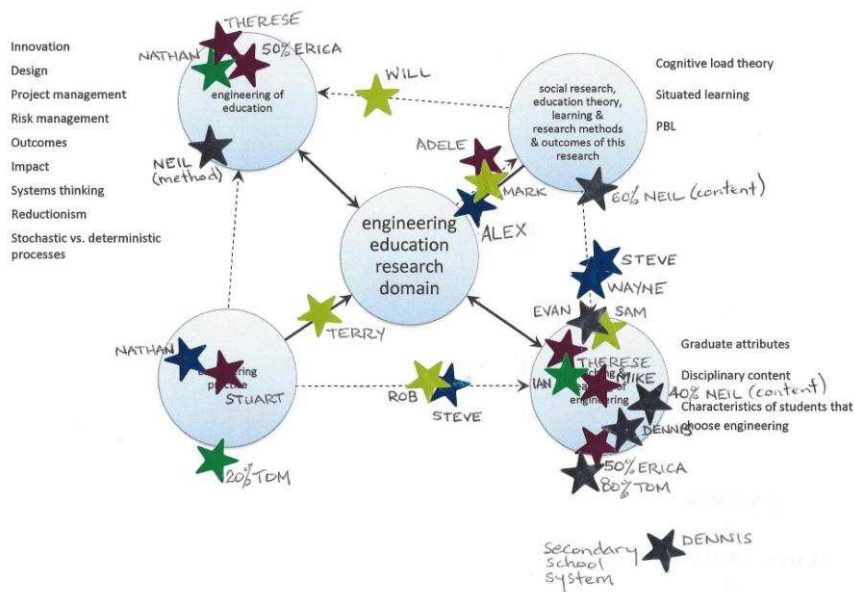 THERESE
NATHAN
50% ERICA
Innovation
Design
Project management
Risk management
Outcomes
Impact
Systems thinking
Reductionism
Stochastic vs. deterministic
processes
engineering of
education
NEIL
(method)
WILL
social research,
education theory,
learning &
research methods
& outcomes of this
research
Cognitive load theory
Situated learning
PBL
ADELE
MARK
ALEX
60% NEIL (content)
engineering
education
research
domain
STEVE
WAYNE
EVAN
SAM
TERRY
NATHAN
STUART
20% TOM
ROB
STEVE
THERESE
IAN
MIKE
of
engineering
40% NEIL (content)
DENNIS
50% ERICA
80% TOM
Graduate attributes
Disciplinary content
Characteristics of students that
choose engineering
secondary
school
system
DENNIS